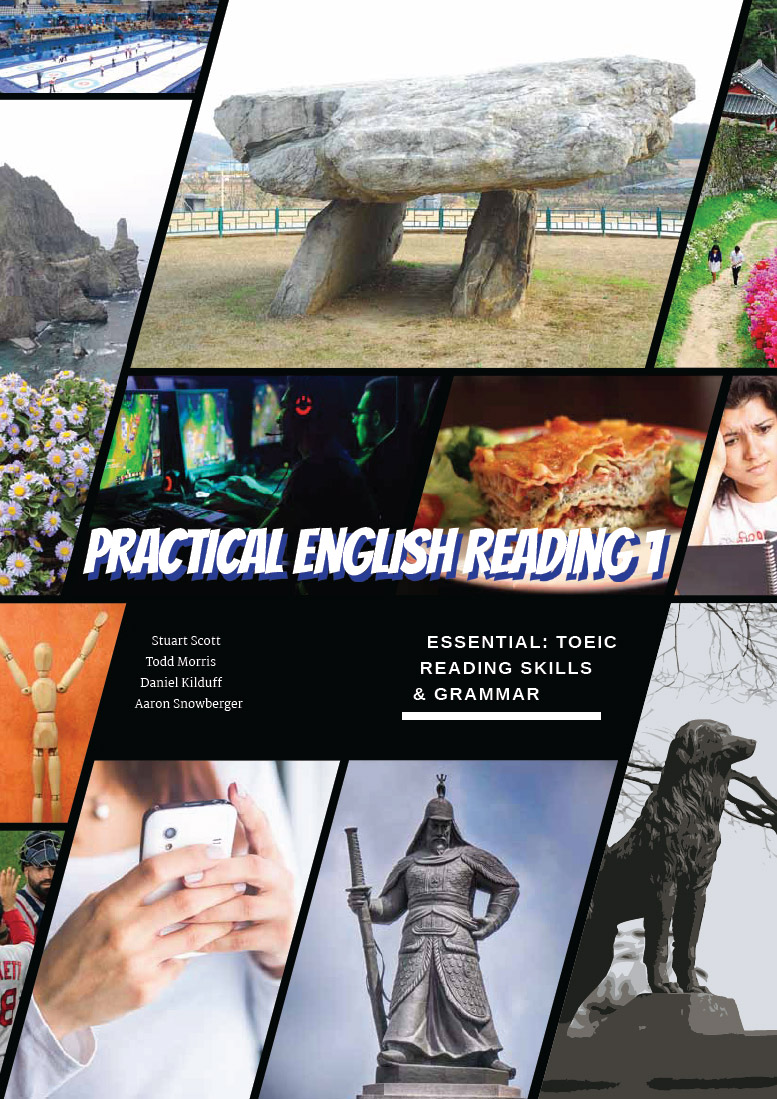 PRACTICAL ENGLISH READING 1
Stuart Scott
Todd Morris
Daniel Kilduff
Aaron Snowberger
ESSENTIAL: TOEIC
READING SKILLS
& GRAMMAR